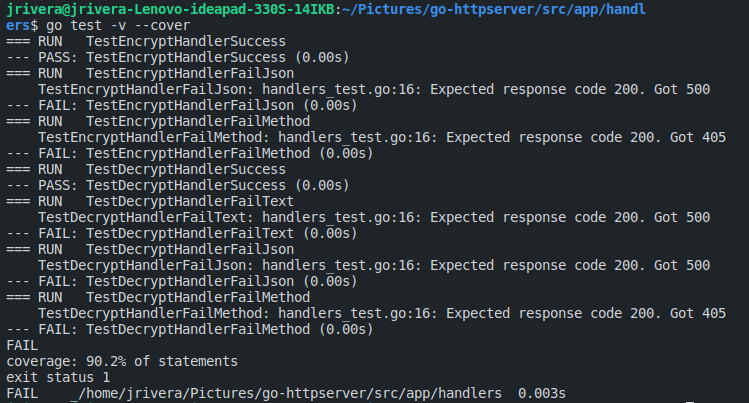 jrivera@jrivera-Lenovo-ideapad-330S-14IKB:~/Pictures/go-httpserver/src/app/handl
ers$ go test -v --cover
=== RUN   TestEncryptHandlerSuccess
--- PASS: TestEncryptHandlerSuccess (0.00s)
=== RUN   TestEncryptHandlerFailJson
    TestEncryptHandlerFailJson: handlers_test.go:16: Expected response code 200. Got 500
--- FAIL: TestEncryptHandlerFailJson (0.00s)
=== RUN   TestEncryptHandlerFailMethod
    TestEncryptHandlerFailMethod: handlers_test.go:16: Expected response code 200. Got 405
--- FAIL: TestEncryptHandlerFailMethod (0.00s)
=== RUN   TestDecryptHandlerSuccess
--- PASS: TestDecryptHandlerSuccess (0.00s)
=== RUN   TestDecryptHandlerFailText
    TestDecryptHandlerFailText: handlers_test.go:16: Expected response code 200. Got 500
--- FAIL: TestDecryptHandlerFailText (0.00s)
=== RUN   TestDecryptHandlerFailJson
    TestDecryptHandlerFailJson: handlers_test.go:16: Expected response code 200. Got 500
--- FAIL: TestDecryptHandlerFailJson (0.00s)
=== RUN   TestDecryptHandlerFailMethod
    TestDecryptHandlerFailMethod: handlers_test.go:16: Expected response code 200. Got 405
--- FAIL: TestDecryptHandlerFailMethod (0.00s)
FAIL
coverage: 90.2% of statements
exit status 1
FAIL    _/home/jrivera/Pictures/go-httpserver/src/app/handlers  0.003s